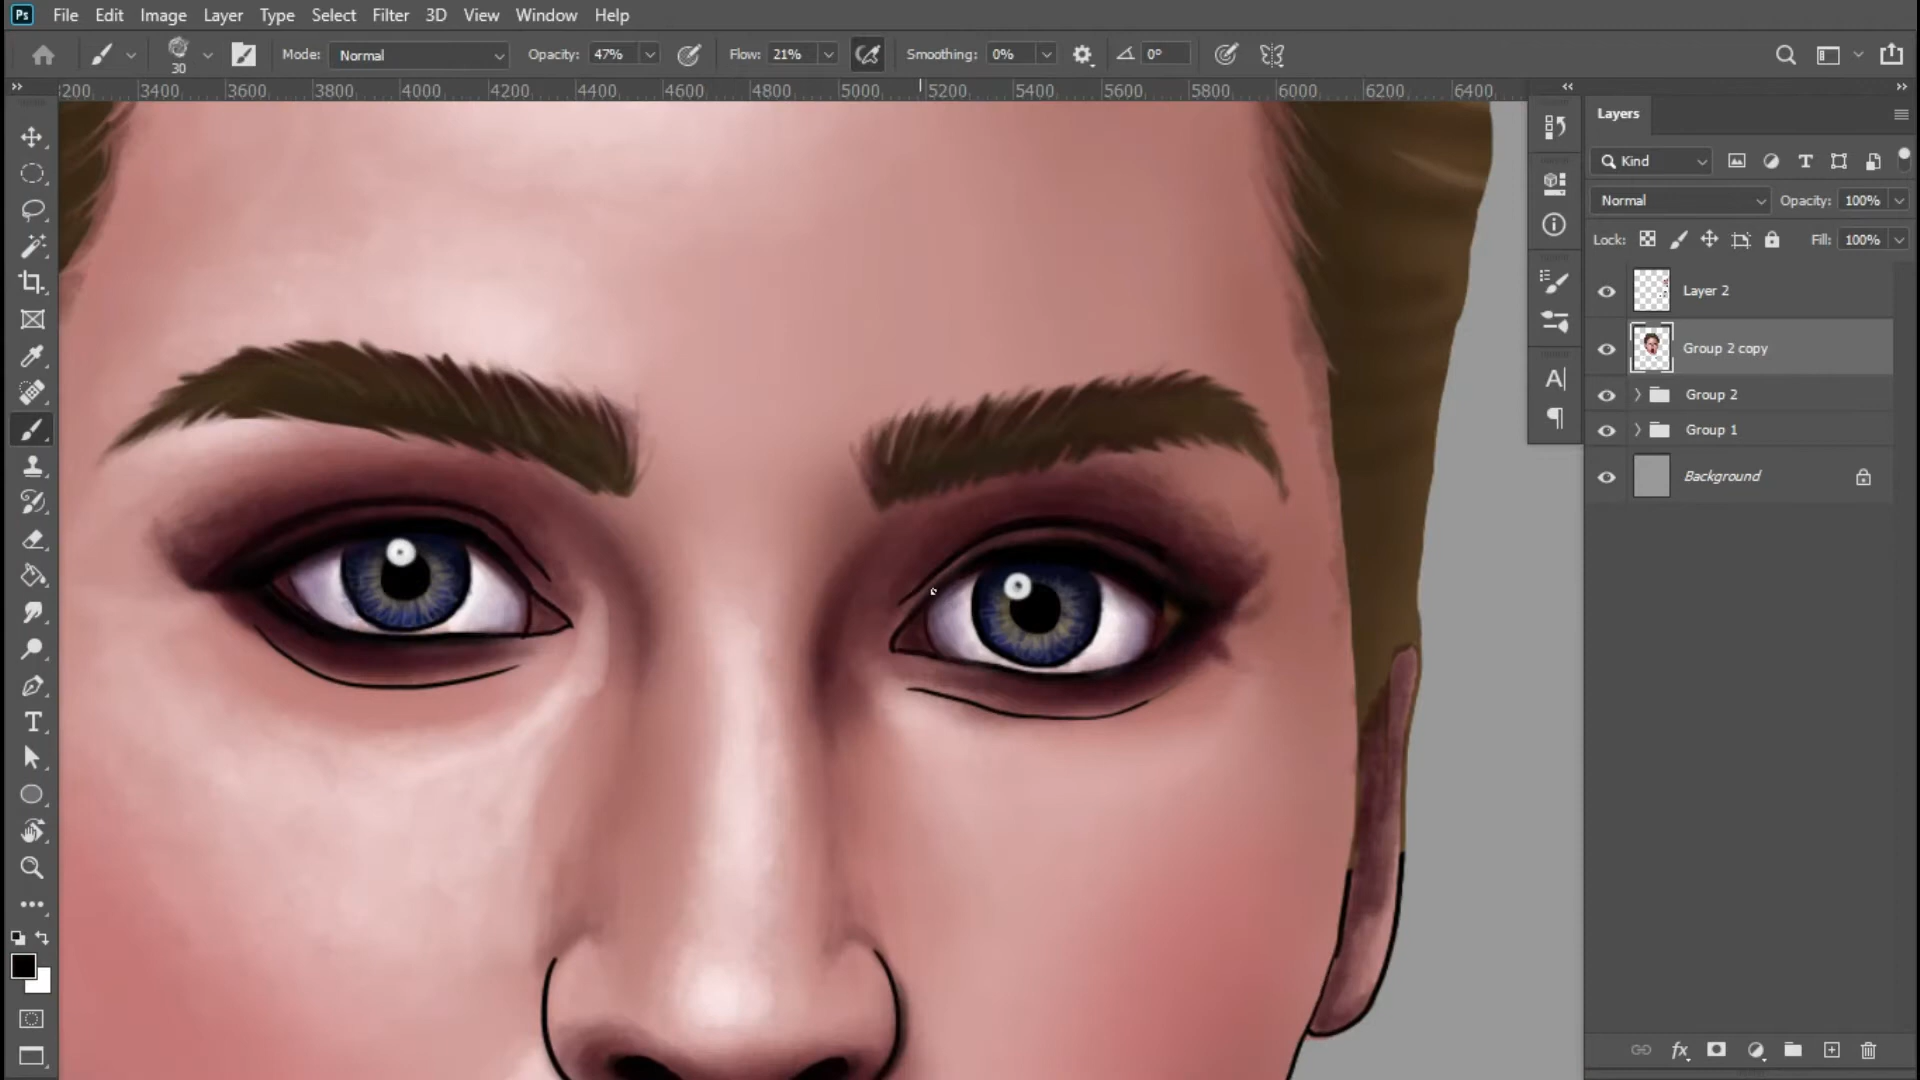 Ps File Edit Image Layer Type Select Filter 3D View Window Help
30 Mode: Normal Opacity: 47% Flow: 21% Smoothing: 0% 0°
3200 3400 3600 3800 4000 4200 4400 4600 4800 5000 5200 5400 5600 5800 6000 6200 6400
Layers
Kind
Normal Opacity: 100%
Lock: Fill: 100%
Layer 2
Group 2 copy
Group 2
Group 1
Background